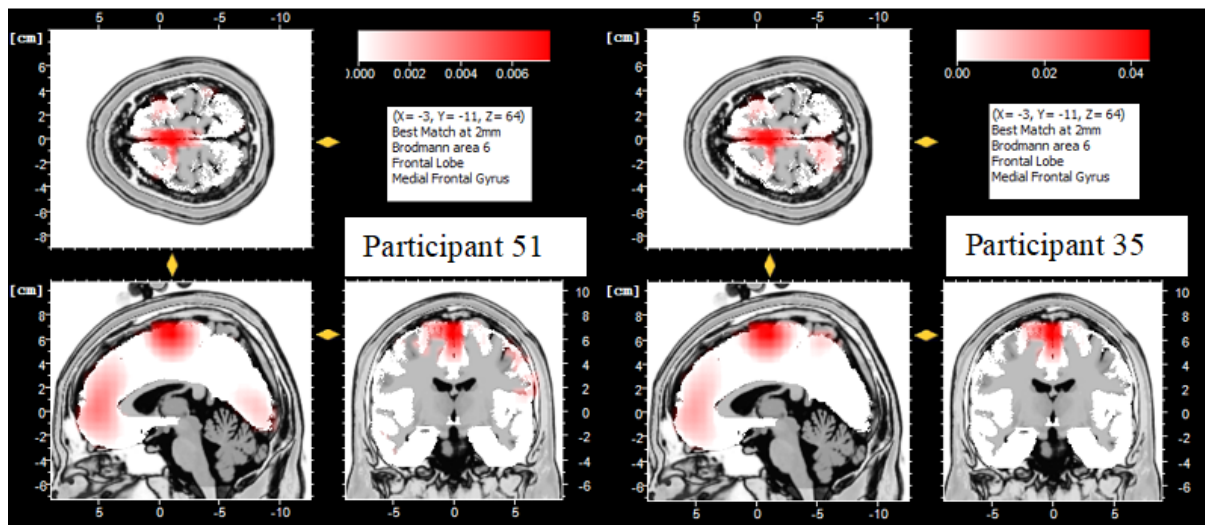 5 0 -5 -10
[cm]
6
4
2
0
-2
-4
-6
-8
.000 0.002 0.004 0.006
(X= -3, Y= -11, Z= 64)
Best Match at 2mm
Brodmann area 6
Frontal Lobe
Medial Frontal Gyrus
Participant 51
[cm]
8
6
4
2
0
-2
-4
-6
5 0 -5 -10
10
8
6
4
2
0
-2
-4
-6
-5 0 5
5 0 -5 -10
[cm]
6
4
2
0
-2
-4
-6
-8
0.00 0.02 0.04
(X= -3, Y= -11, Z= 64)
Best Match at 2mm
Brodmann area 6
Frontal Lobe
Medial Frontal Gyrus
Participant 35
[cm]
8
6
4
2
0
-2
-4
-6
5 0 -5 -10
10
8
6
4
2
0
-2
-4
-6
-5 0 5